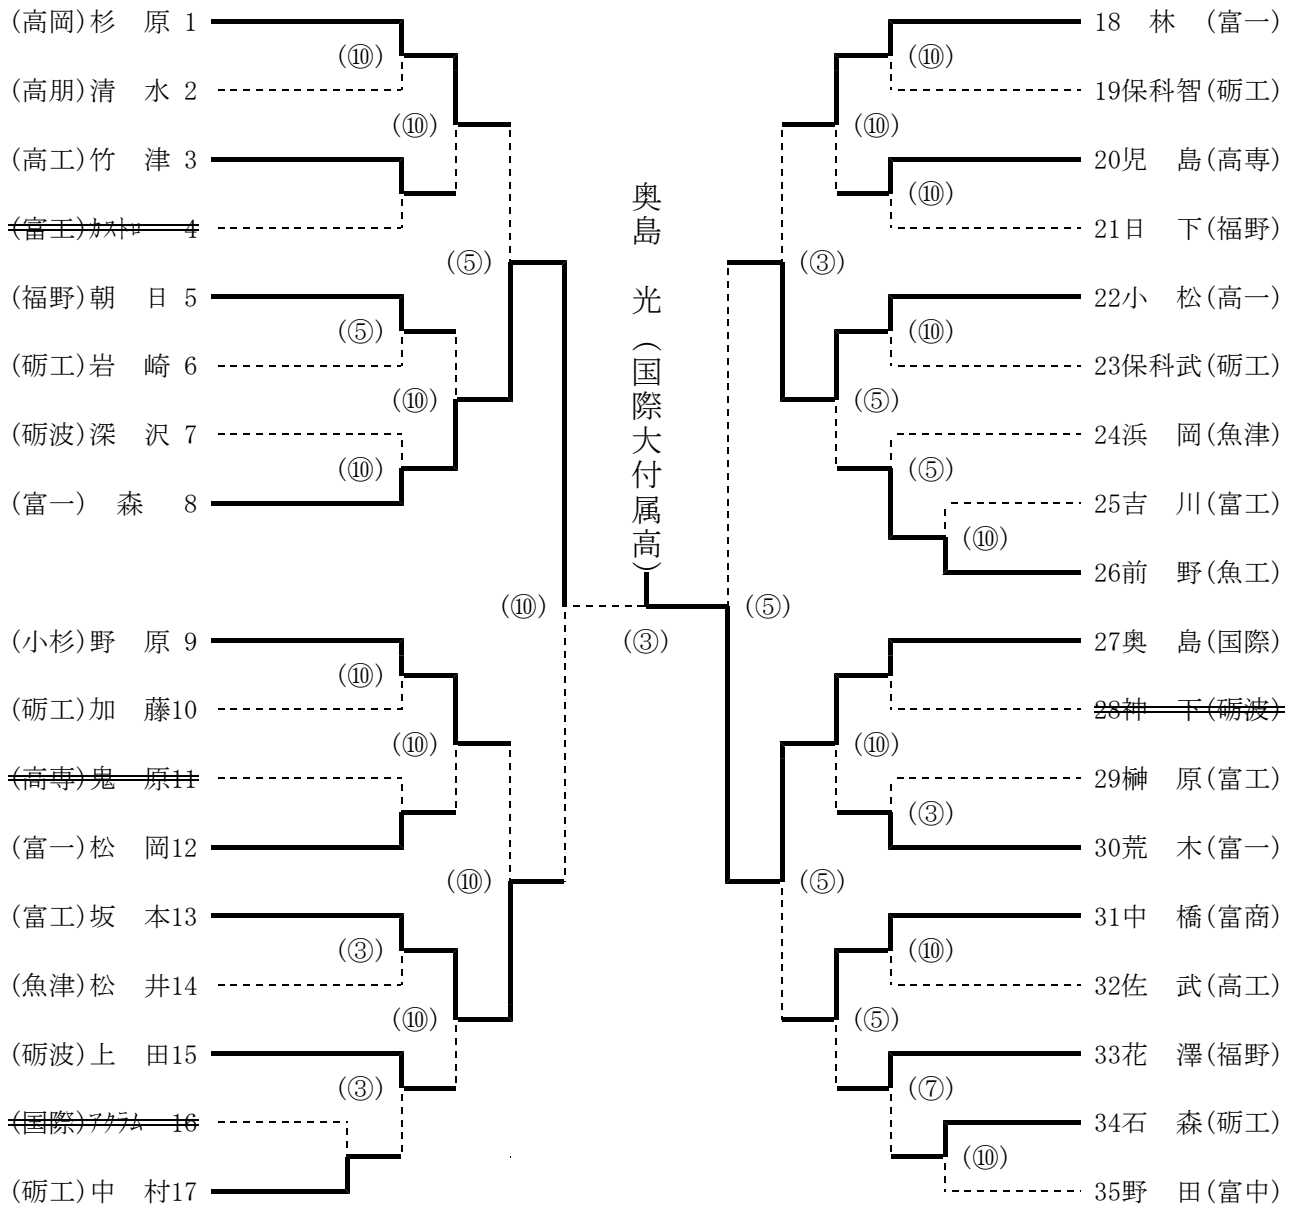 (高岡)杉　原 1
(⑩)
(高朋)清　水 2
(⑩)
(高工)竹　津 3
(富工)ｶｽﾄﾛ 4
(⑤)
(福野)朝　日 5
(⑤)
(砺工)岩　崎 6
(⑩)
(砺波)深　沢 7
(⑩)
(富一)　森　 8
(⑩)
(小杉)野　原 9
(⑩)
(砺工)加　藤10
(⑩)
(高専)鬼　原11
(富一)松　岡12
(⑩)
(富工)坂　本13
(③)
(魚津)松　井14
(⑩)
(砺波)上　田15
(③)
(国際)ｱｸﾗﾑ 16
(砺工)中　村17
奥島　光（国際大付属高）
(③)
18　林　(富一)
(⑩)
19保科智(砺工)
(⑩)
20児　島(高専)
(⑩)
21日　下(福野)
(③)
22小　松(高一)
(⑩)
23保科武(砺工)
(⑤)
24浜　岡(魚津)
(⑤)
25吉　川(富工)
(⑩)
26前　野(魚工)
(⑤)
27奥　島(国際)
28神　下(砺波)
(⑩)
29榊　原(富工)
(③)
30荒　木(富一)
(⑤)
31中　橋(富商)
(⑩)
32佐　武(高工)
(⑤)
33花　澤(福野)
(⑦)
34石　森(砺工)
(⑩)
35野　田(富中)